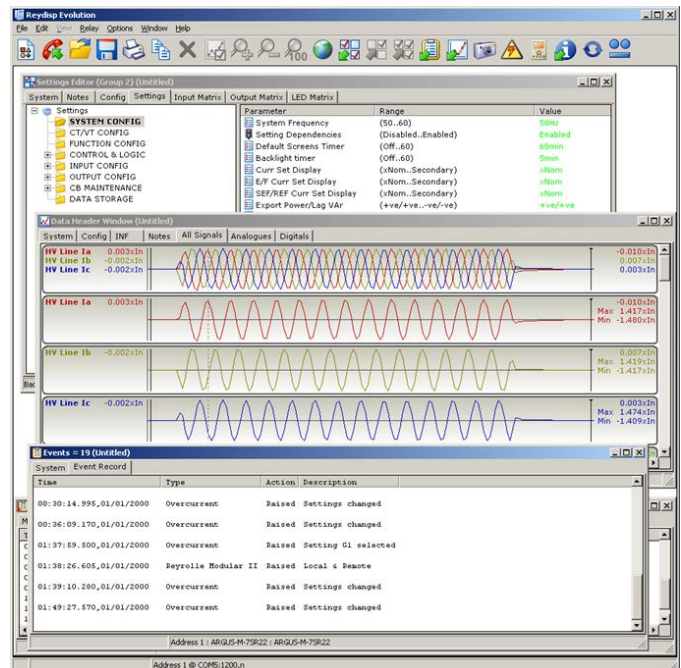 Reydisp Evolution
File Edit View Relay Options Window Help
100
Settings Editor (Group 2) (Untitled)
System Notes Config Settings Input Matrix Output Matrix LED Matrix
Settings
SYSTEM CONFIG
CT/VT CONFIG
FUNCTION CONFIG
CONTROL & LOGIC
INPUT CONFIG
OUTPUT CONFIG
CB MAINTENANCE
DATA STORAGE
Parameter Range Value
System Frequency (50..60) 50Hz
Setting Dependencies (Disabled..Enabled) Enabled
Default Screens Timer (Off..60) 60min
Backlight timer (Off..60) 5min
Curr Set Display (xNom..Secondary) xNom
E/F Curr Set Display (xNom..Secondary) xNom
SEF/REF Curr Set Display (xNom..Secondary) xNom
Export Power/Lag VAr (+ve/+ve..-ve/-ve) +ve/+ve
Data Header Window (Untitled)
System Config INF Notes All Signals Analogues Digitals
HV Line Ia 0.003xIn -0.010xIn
HV Line Ib -0.002xIn 0.007xIn
HV Line Ic -0.002xIn 0.003xIn
HV Line Ia 0.003xIn -0.010xIn
Max 1.417xIn
Min -1.480xIn
HV Line Ib -0.002xIn 0.007xIn
Max 1.419xIn
Min -1.417xIn
HV Line Ic -0.002xIn 0.003xIn
Max 1.474xIn
Min -1.409xIn
Events = 19 (Untitled)
System Event Record
Time Type Action Description
00:30:14.995,01/01/2000 Overcurrent Raised Settings changed
00:36:09.170,01/01/2000 Overcurrent Raised Settings changed
01:37:59.500,01/01/2000 Overcurrent Raised Setting G1 selected
01:38:26.605,01/01/2000 Reyrolle Modular II Raised Local & Remote
01:39:10.280,01/01/2000 Overcurrent Raised Settings changed
01:49:27.570,01/01/2000 Overcurrent Raised Settings changed
Address 1 : ARGUS-M-7SR22 : ARGUS-M-7SR22
Address 1 @ COM5:1200,n